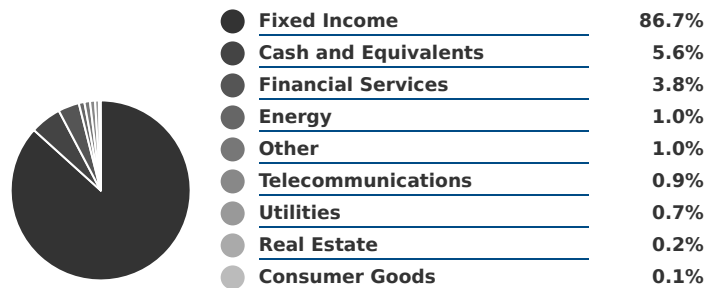 Fixed Income 86.7%
Cash and Equivalents 5.6%
Financial Services 3.8%
Energy 1.0%
Other 1.0%
Telecommunications 0.9%
Utilities 0.7%
Real Estate 0.2%
Consumer Goods 0.1%